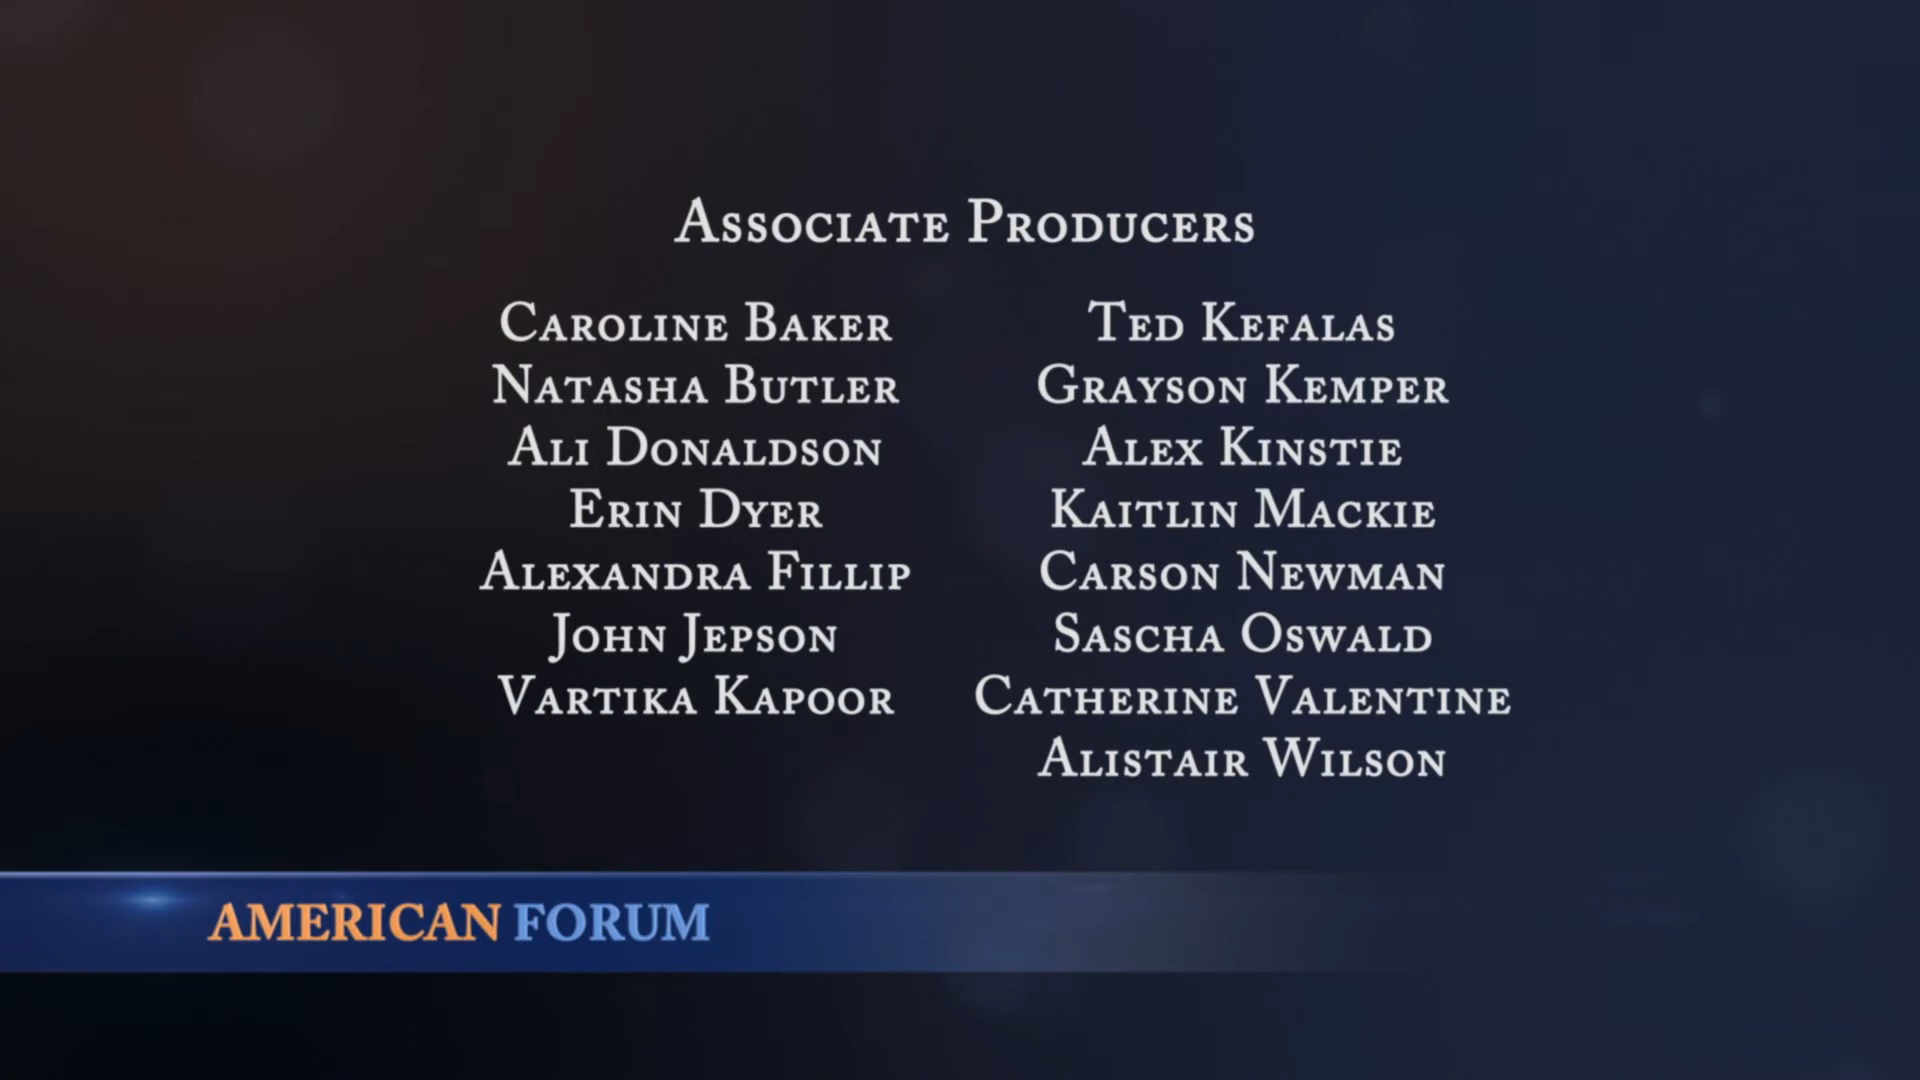 Associate Producers
Caroline Baker
Natasha Butler
Ali Donaldson
Erin Dyer
Alexandra Fillip
John Jepson
Vartika Kapoor
Ted Kefalas
Grayson Kemper
Alex Kinstie
Kaitlin Mackie
Carson Newman
Sascha Oswald
Catherine Valentine
Alistair Wilson
AMERICAN FORUM